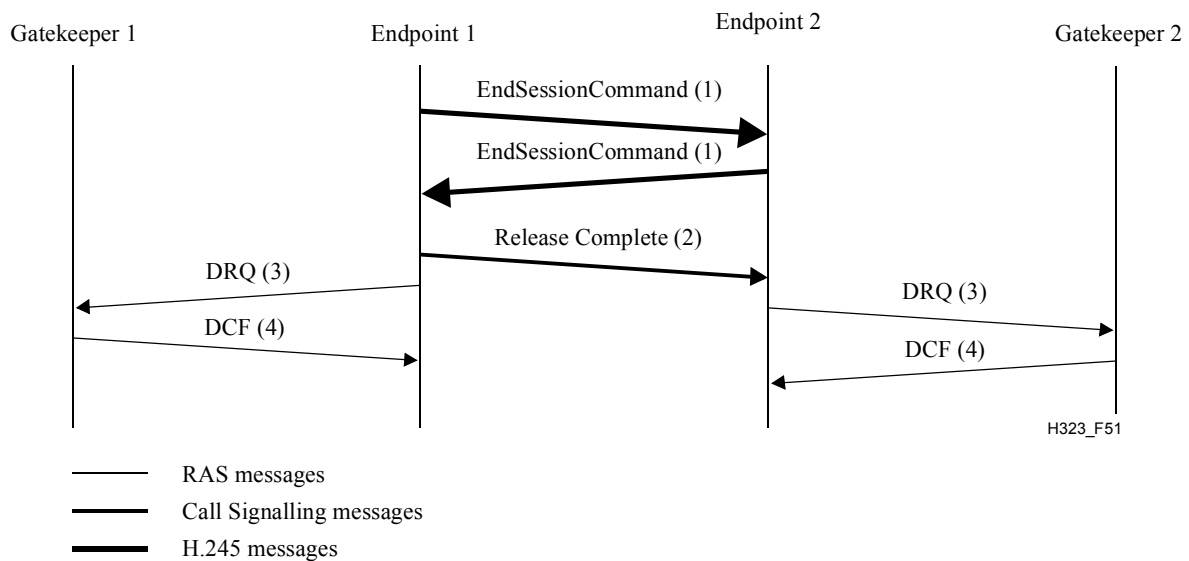 Gatekeeper 1
Endpoint 1
Endpoint 2
Gatekeeper 2
EndSessionCommand (1)
EndSessionCommand (1)
Release Complete (2)
DRQ (3)
DRQ (3)
DCF (4)
DCF (4)
H323_F51
RAS messages
Call Signalling messages
H.245 messages